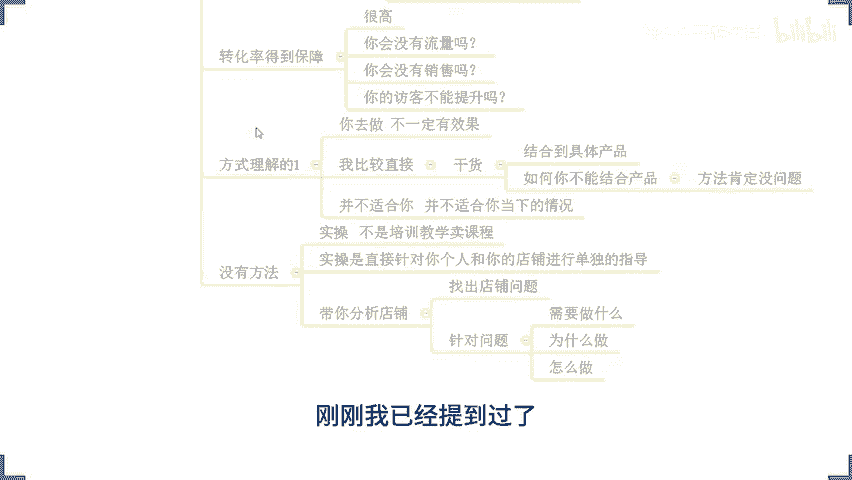 很高
转化率得到保障
你会没有流量吗？
你会没有销售吗？
你的访客不能提升吗？
方式理解的1
你去做 不一定有效果
我比较直接
干货
结合到具体产品
如何你不能结合产品
方法肯定没问题
并不适合你 并不适合你当下的情况
没有方法
实操 不是培训教学卖课程
实操是直接针对你个人和你的店铺进行单独的指导
带你分析店铺
找出店铺问题
针对问题
需要做什么
为什么做
怎么做
刚刚我已经提到过了
bilibili